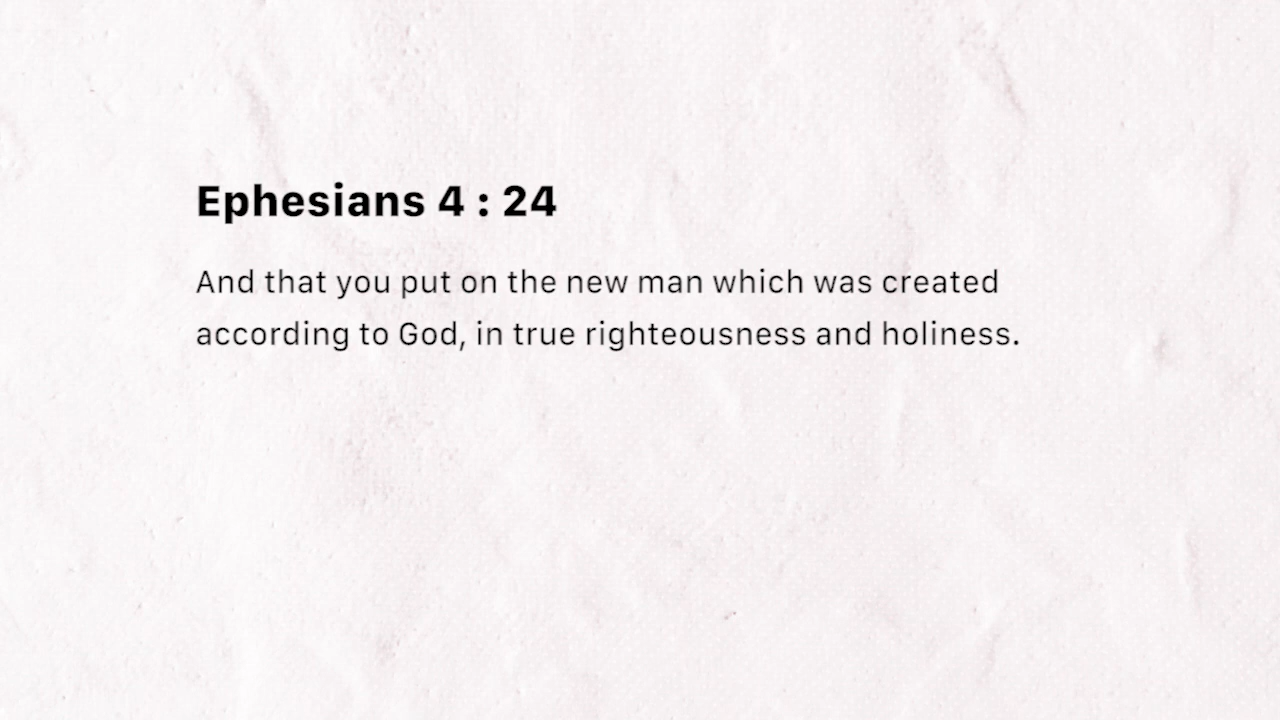 Ephesians 4 : 24
And that you put on the new man which was created
according to God, in true righteousness and holiness.